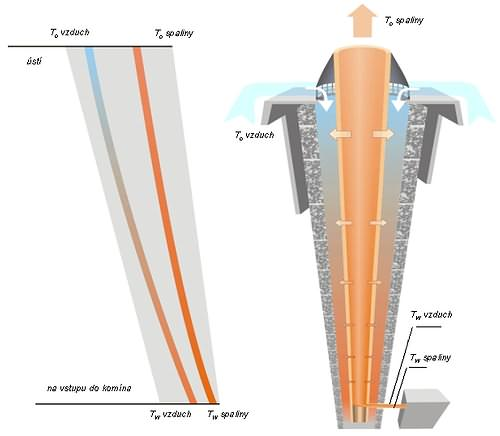 To vzduch
To spaliny
ústí
na vstupu do komína
Tw vzduch
Tw spaliny
To spaliny
To vzduch
Tw vzduch
Tw spaliny